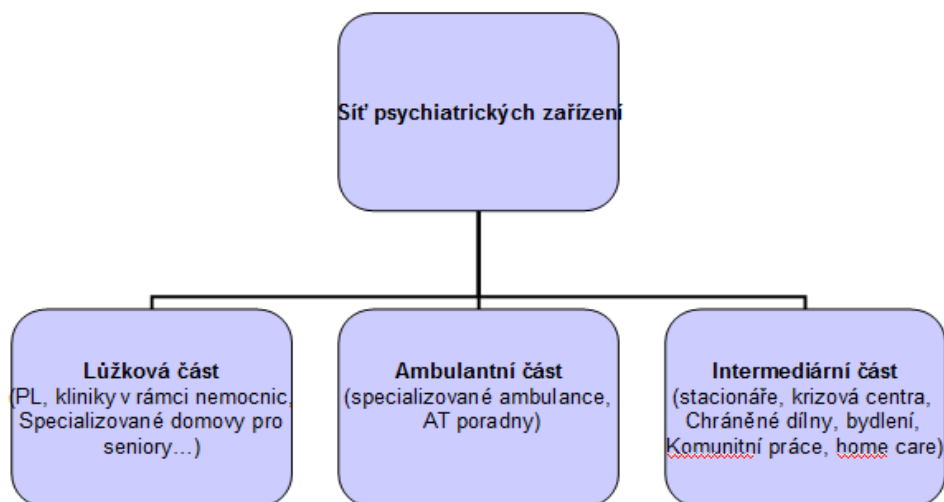 Síť psychiatrických zařízení
Lůžková část
(PL, kliniky v rámci nemocnic,
Specializované domovy pro
seniory...)
Ambulantní část
(specializované ambulance,
AT poradny)
Intermediární část
(stacionáře, krizová centra,
Chráněné dílny, bydlení,
Komunitní práce, home care)